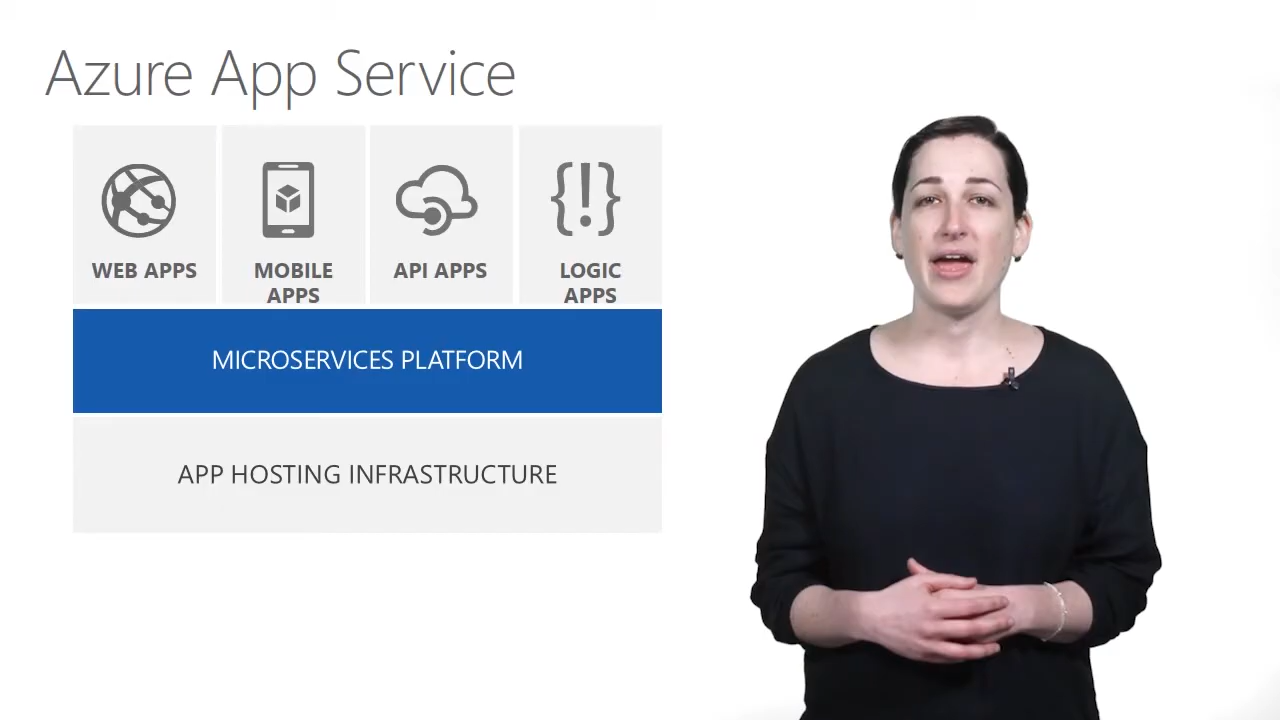 Azure App Service
WEB APPS
MOBILE
APPS
API APPS
LOGIC
APPS
MICROSERVICES PLATFORM
APP HOSTING INFRASTRUCTURE